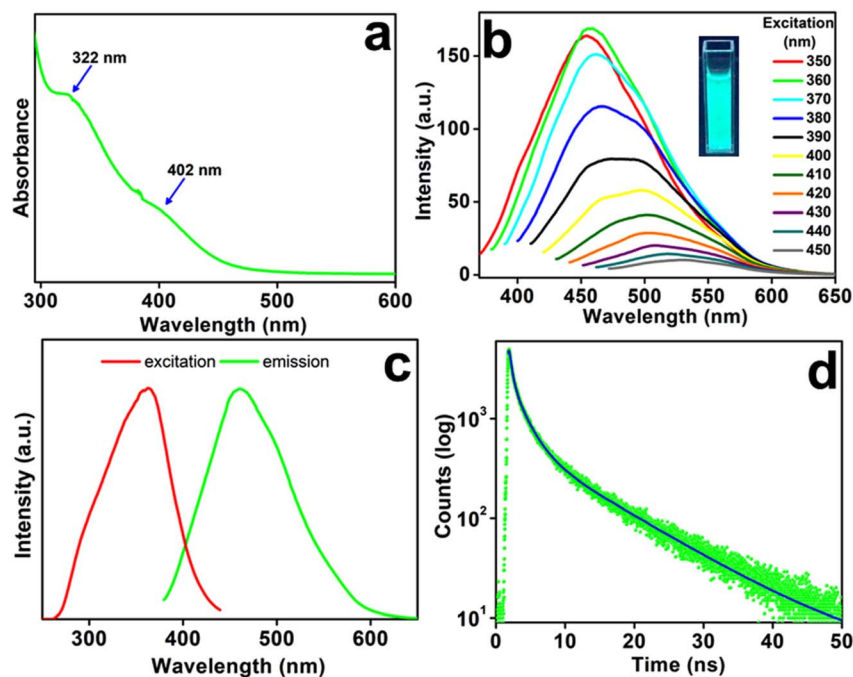 a
322 nm
402 nm
Absorbance
300 400 500 600
Wavelength (nm)
b
Excitation
(nm)
350
360
370
380
390
400
410
420
430
440
450
150
100
50
0
Intensity (a.u.)
400 450 500 550 600 650
Wavelength (nm)
c
excitation emission
Intensity (a.u.)
300 400 500 600
Wavelength (nm)
d
10³
10²
10¹
Counts (log)
0 10 20 30 40 50
Time (ns)